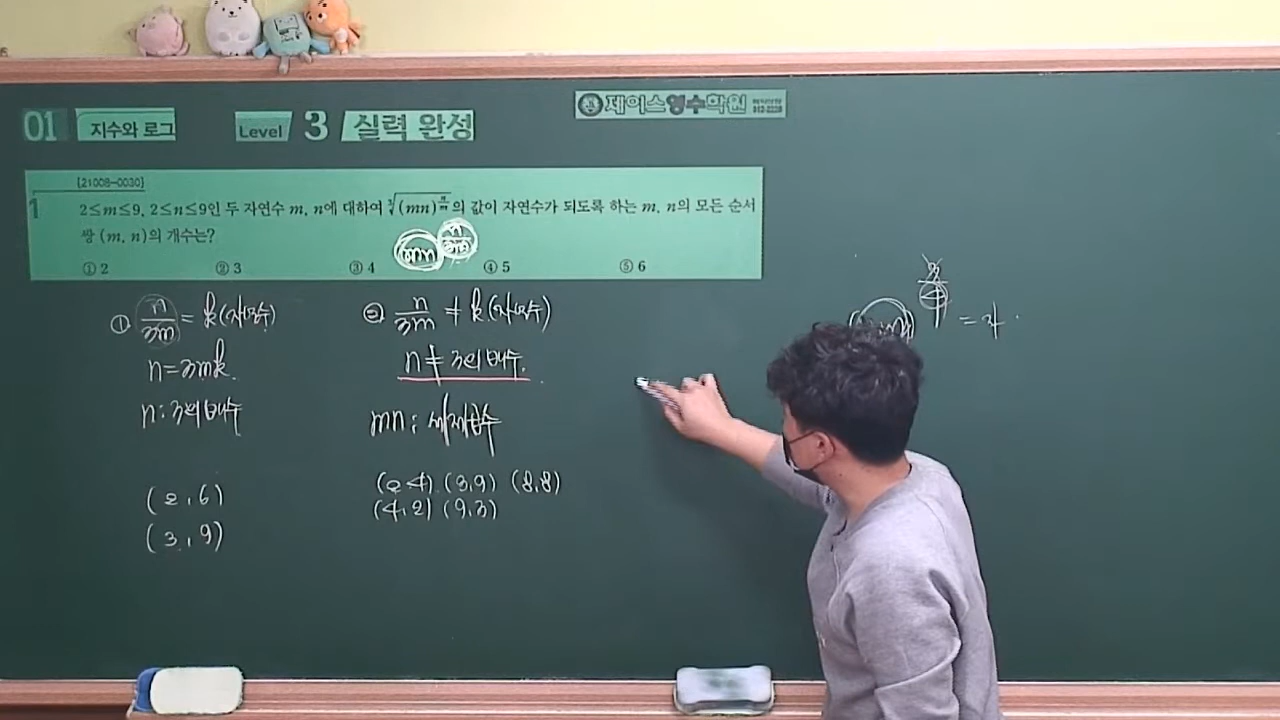 01 지수와 로그 Level 3 실력 완성
제이스영수학원
[21008-0030]
1 2≤m≤9, 2≤n≤9인 두 자연수 m, n에 대하여 ∛(mn)^(n/m)의 값이 자연수가 되도록 하는 m, n의 모든 순서
쌍 (m, n)의 개수는?
(mn)^(n/3m)
① 2 ② 3 ③ 4 ④ 5 ⑤ 6
① n/3m = k(자연수)
n=3mk.
n:3의배수
(2,6)
(3,9)
② n/3m ≠ k.(자연수)
n≠3의배수.
mn: 세제곱수
(2,4) (3,9) (8,8)
(4,2) (9,3)
= 자